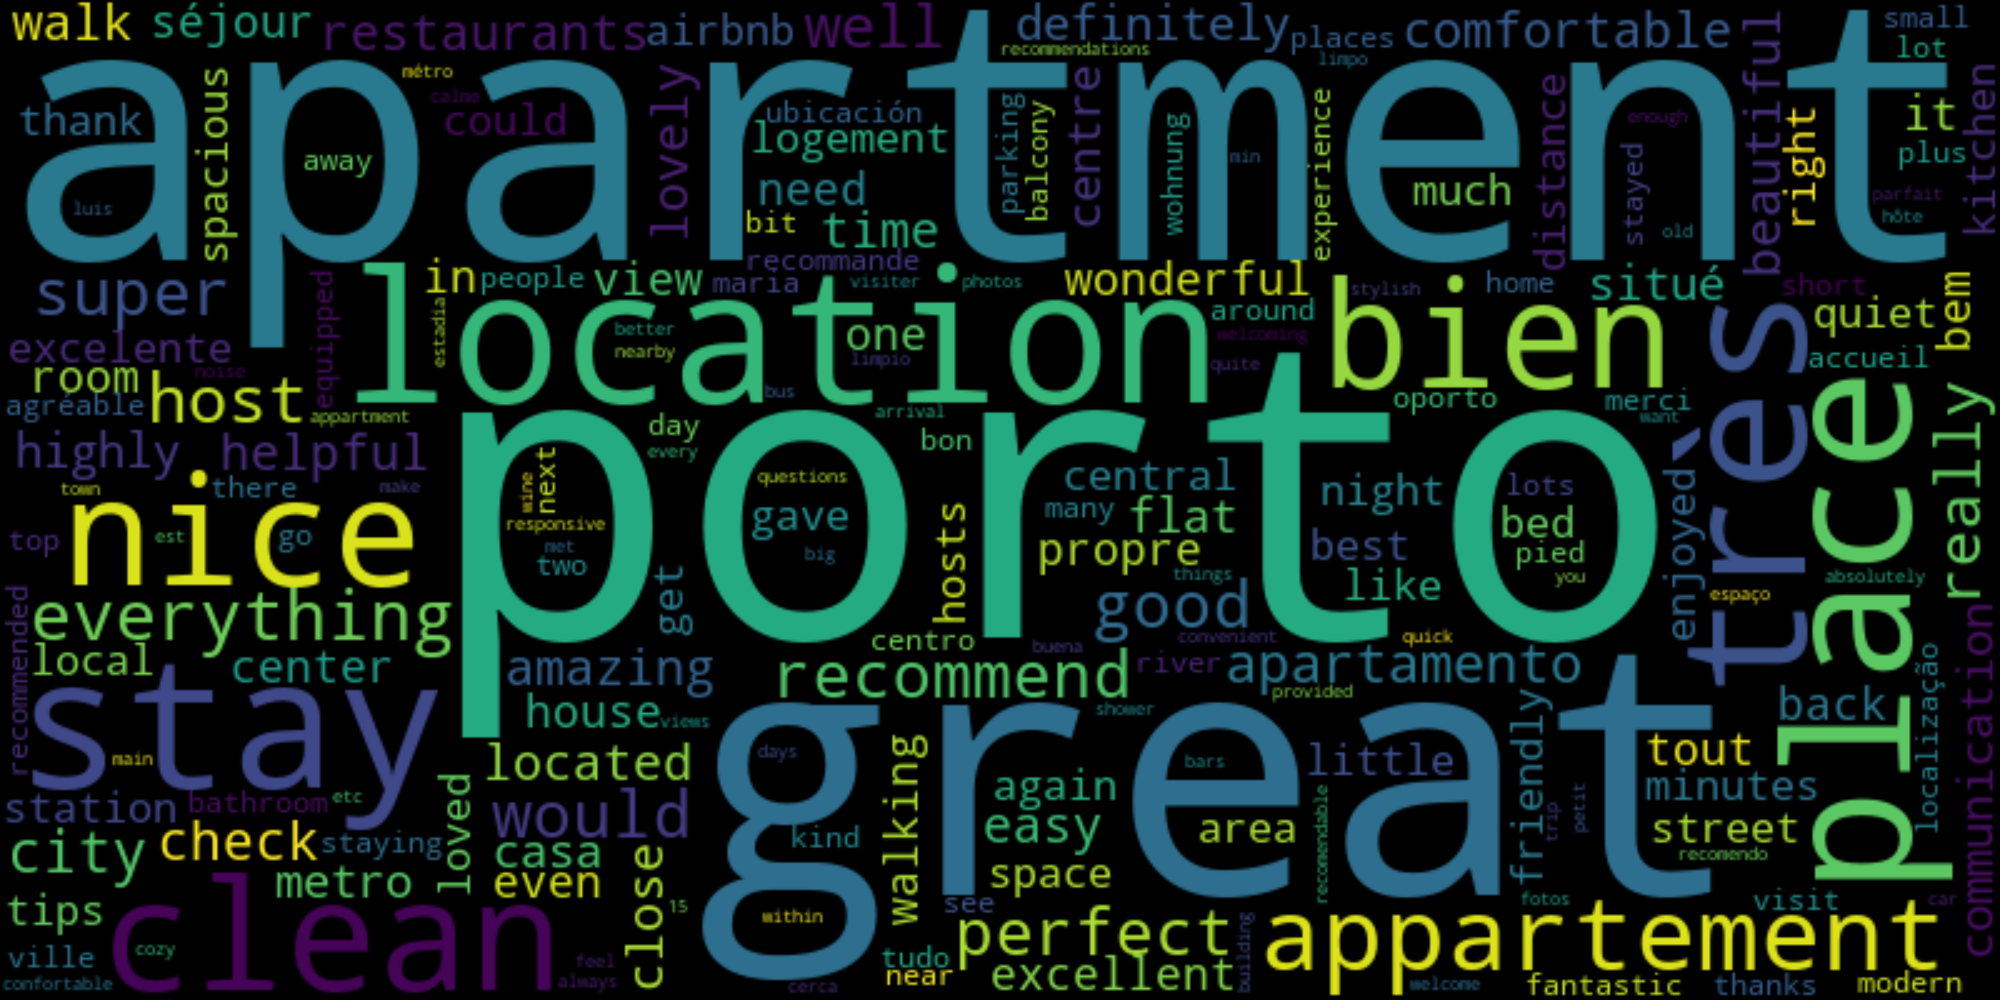 walk séjour restaurants airbnb well definitely places comfortable small
recommendations limpo lot
apartment
métro calme
thank spacious could lovely ubicación centre distance beautiful it kitchen
away logement parking balcony wohnung min experience much enough stayed right plus
luis need old parfait hôte
bit time
super in people view recommande maria visiter photos wonderful stylish home situé short quiet bem
location bien
equipped estadia better nearby one limpio around welcoming quite
excelente noise room host agréable appartment bus arrival oporto merci want accueil
porto
très place really
highly helpful day every bon central night lots enjoyed
town there make next wine questions many flat bed
nice
top est go responsive met two gave big hosts propre best pied you
things like espaço absolutely
everything get good
local center centro buena convenient quick
recommended stay amazing recommend river apartamento provided back localização communication
house views shower friendly
great
main located days walking bars little tout
station bathroom etc loved would again recomendable trip petit minutes
city check staying casa kind easy area street recomendo
metro even close space
tips clean 15 within see fotos visit car
perfect appartement
ville cozy feel tudo building
confortable always cerca near excellent welcome fantastic thanks modern